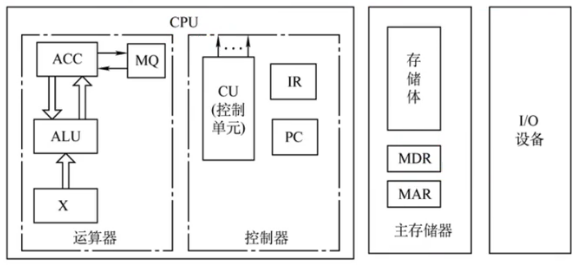 CPU
ACC
MQ
ALU
X
运算器
...
CU
(控制
单元)
IR
PC
控制器
存
储
体
MDR
MAR
主存储器
I/O
设备